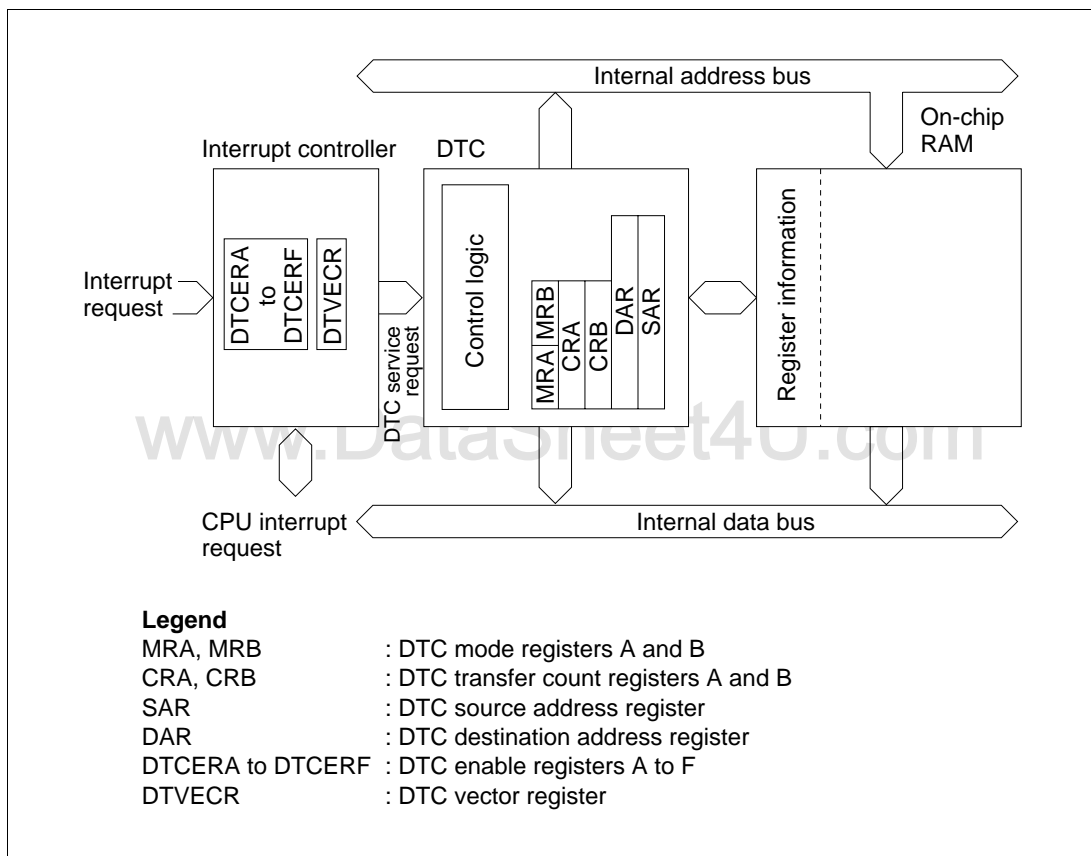 Internal address bus
On-chip
RAM
Interrupt controller
DTC
Interrupt
request
DTCERA
to
DTCERF
DTVECR
DTC service
request
Control logic
MRA
MRB
CRA
CRB
DAR
SAR
Register information
www.DataSheet4U.com
CPU interrupt
request
Internal data bus
Legend
MRA, MRB : DTC mode registers A and B
CRA, CRB : DTC transfer count registers A and B
SAR : DTC source address register
DAR : DTC destination address register
DTCERA to DTCERF : DTC enable registers A to F
DTVECR : DTC vector register